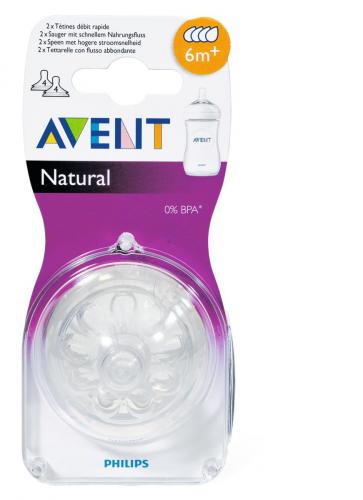 2 x Tétines débit rapide
2 x Sauger mit schnellem Nahrungsfluss
2 x Speen met hogere stroomsnelheid
2 x Tettarelle con flusso abbondante
4 4
6m+
AVENT
Natural
0% BPA*
PHILIPS